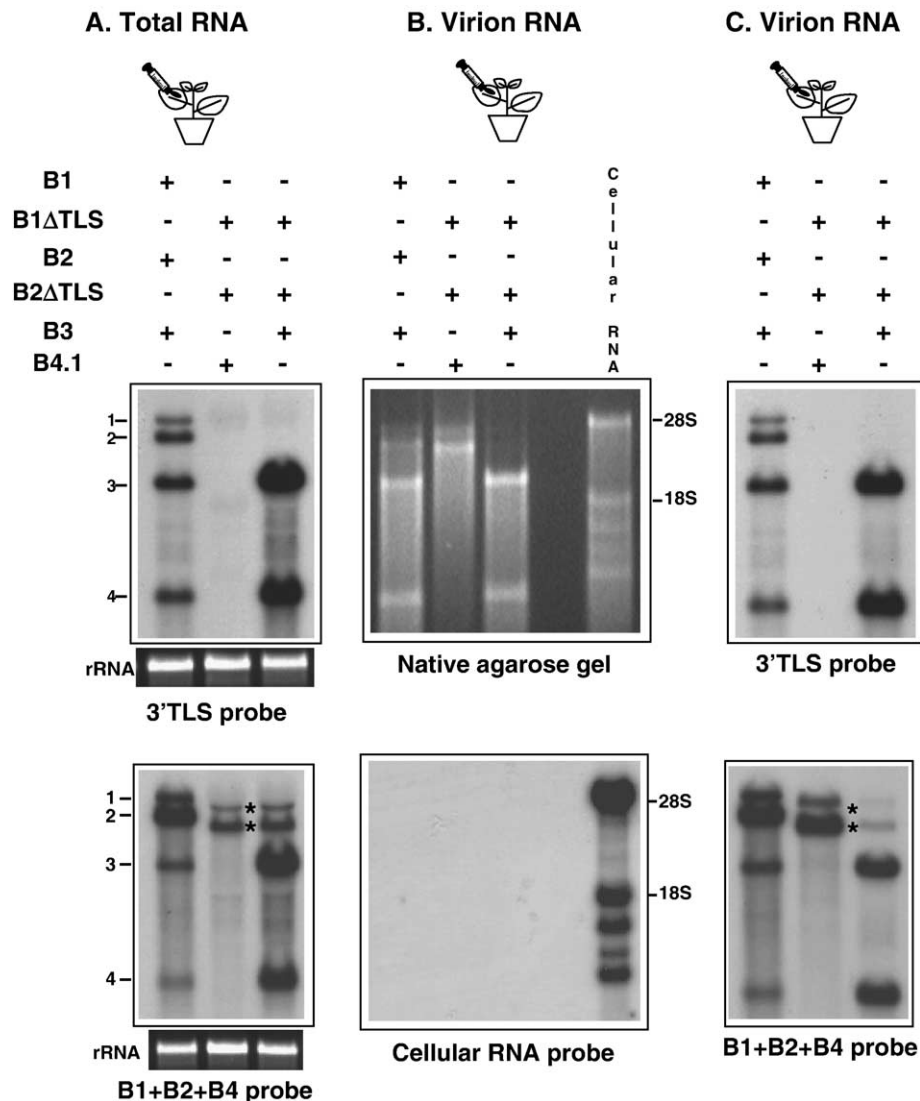 A. Total RNA B. Virion RNA C. Virion RNA
B1 + - - + - - + - -
B1ΔTLS - + + - + + - + +
B2 + - - + - - + - -
B2ΔTLS - + + - + + - + +
B3 + - + + - + + - +
B4.1 - + - - + - - + -
Cellular RNA
1
2
3
4
rRNA
3'TLS probe
28S
18S
Native agarose gel
3'TLS probe
1
2
3
4
*
*
rRNA
B1+B2+B4 probe
28S
18S
Cellular RNA probe
*
*
B1+B2+B4 probe